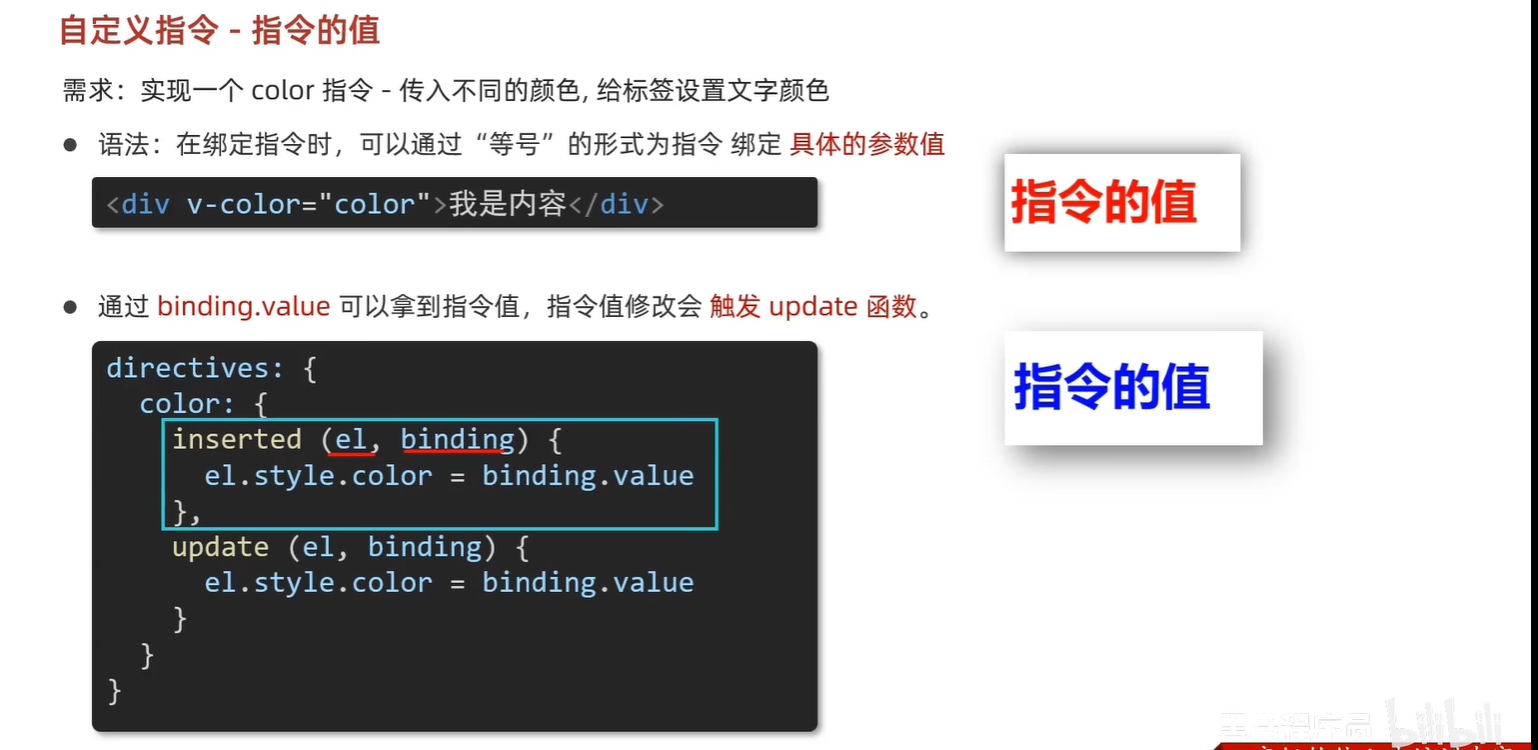 自定义指令 - 指令的值
需求：实现一个 color 指令 - 传入不同的颜色, 给标签设置文字颜色
● 语法：在绑定指令时，可以通过“等号”的形式为指令 绑定 具体的参数值
<div v-color="color">我是内容</div>
指令的值
● 通过 binding.value 可以拿到指令值，指令值修改会 触发 update 函数。
指令的值
directives: {
color: {
inserted (el, binding) {
el.style.color = binding.value
},
update (el, binding) {
el.style.color = binding.value
}
}
}
bilibili